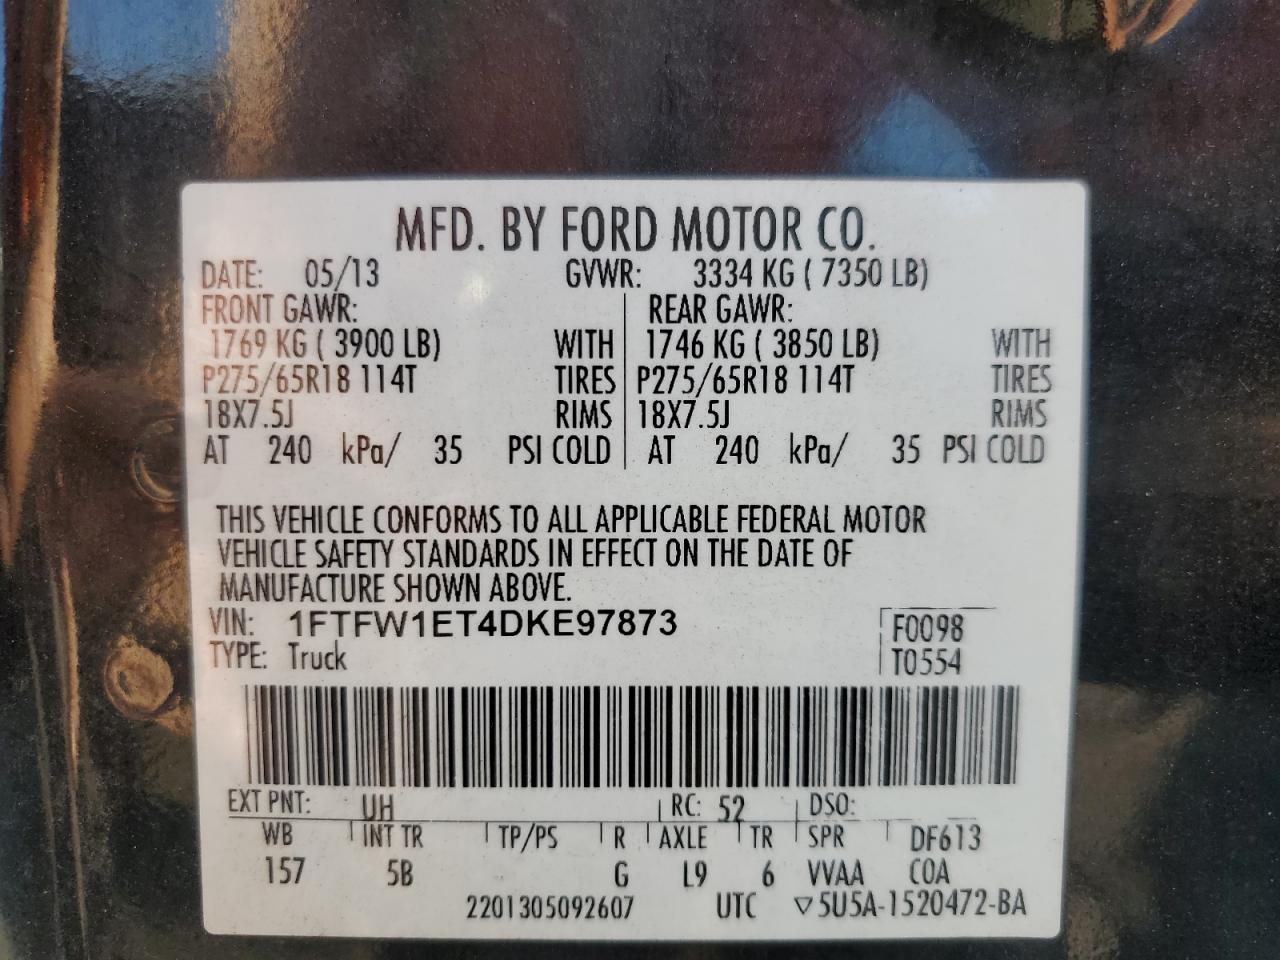 MFD. BY FORD MOTOR CO.
DATE: 05/13 GVWR: 3334 KG ( 7350 LB)
FRONT GAWR: REAR GAWR:
1769 KG ( 3900 LB) WITH 1746 KG ( 3850 LB) WITH
P275/65R18 114T TIRES P275/65R18 114T TIRES
18X7.5J RIMS 18X7.5J RIMS
AT 240 kPa/ 35 PSI COLD AT 240 kPa/ 35 PSI COLD
THIS VEHICLE CONFORMS TO ALL APPLICABLE FEDERAL MOTOR
VEHICLE SAFETY STANDARDS IN EFFECT ON THE DATE OF
MANUFACTURE SHOWN ABOVE.
VIN: 1FTFW1ET4DKE97873 F0098
TYPE: Truck T0554
EXT PNT: UH RC: 52 DSO:
WB INT TR TP/PS R AXLE TR SPR DF613
157 5B G L9 6 VVAA COA
2201305092607 UTC ▽5U5A-1520472-BA